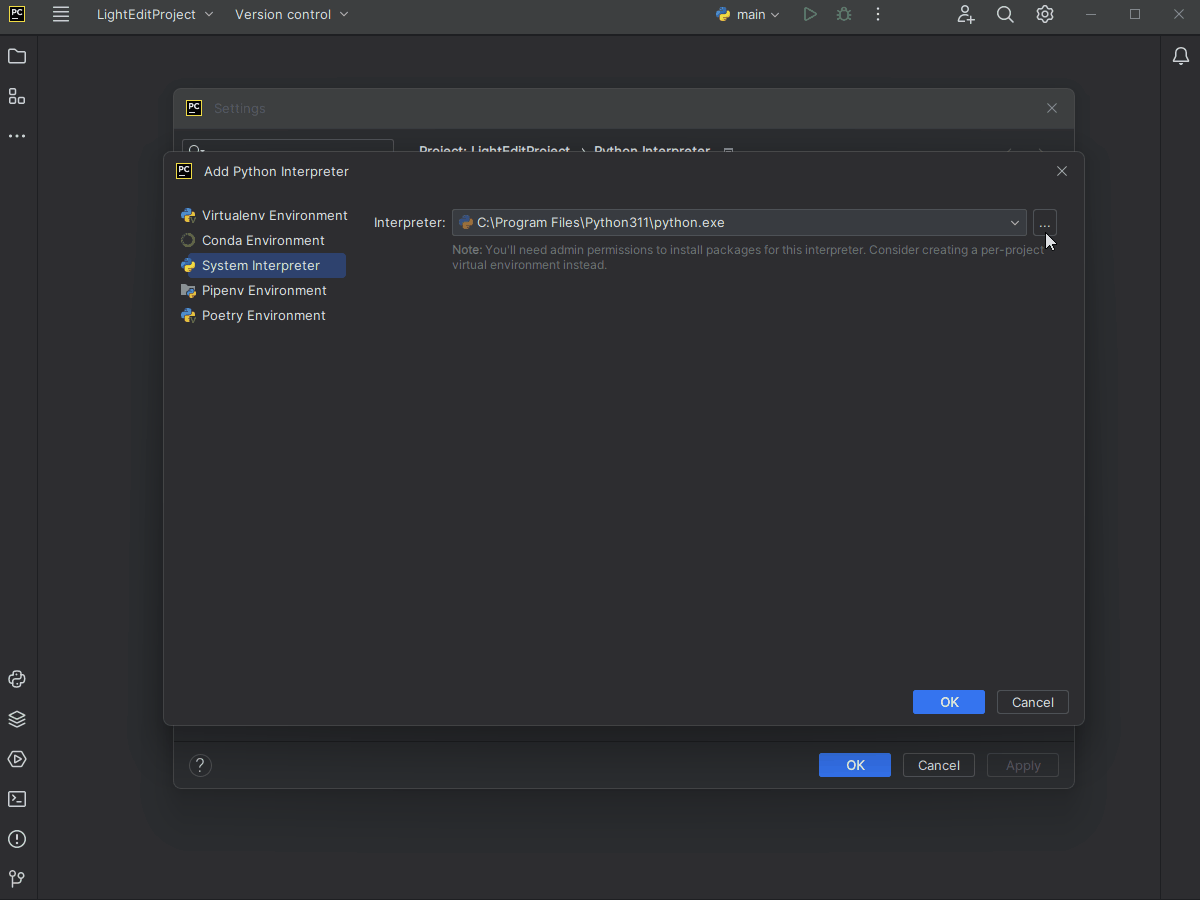 PC LightEditProject Version control main
PC Settings
Project: LightEditProject › Python Interpreter
PC Add Python Interpreter
Virtualenv Environment
Conda Environment
System Interpreter
Pipenv Environment
Poetry Environment
Interpreter: C:\Program Files\Python311\python.exe ...
Note: You'll need admin permissions to install packages for this interpreter. Consider creating a per-project
virtual environment instead.
OK Cancel
? OK Cancel Apply